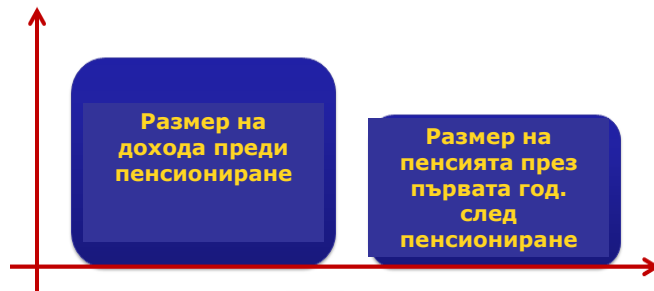 Размер на
дохода преди
пенсиониране
Размер на
пенсията през
първата год.
след
пенсиониране